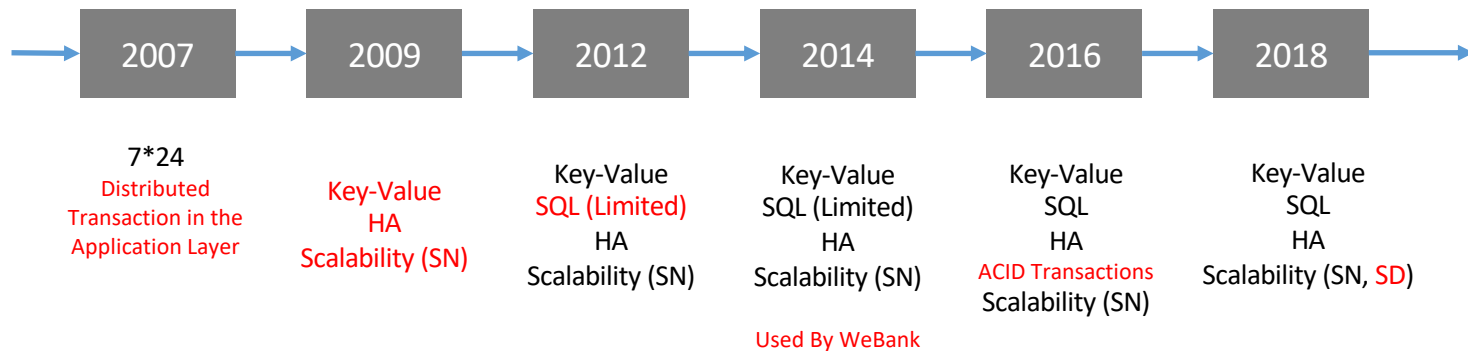 2007
7*24
Distributed
Transaction in the
Application Layer
2009
Key-Value
HA
Scalability (SN)
2012
Key-Value
SQL (Limited)
HA
Scalability (SN)
2014
Key-Value
SQL (Limited)
HA
Scalability (SN)
Used By WeBank
2016
Key-Value
SQL
HA
ACID Transactions
Scalability (SN)
2018
Key-Value
SQL
HA
Scalability (SN, SD)